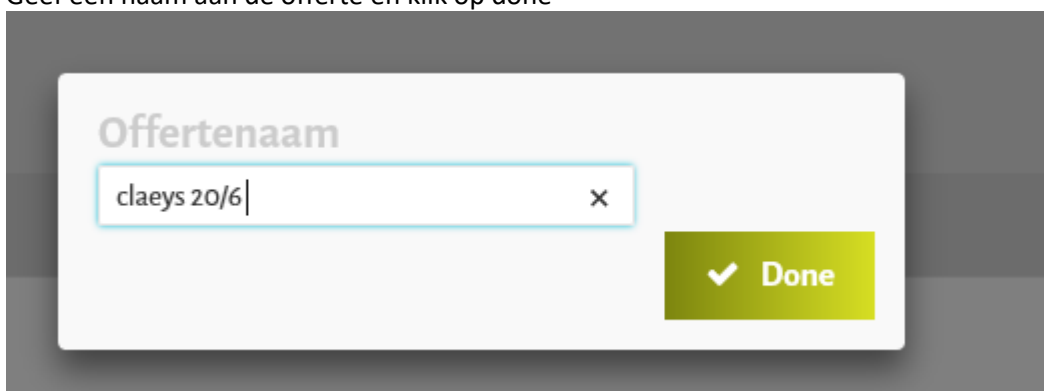 Geef een naam aan de offerte en klik op done
Offertenaam
claeys 20/6
Done